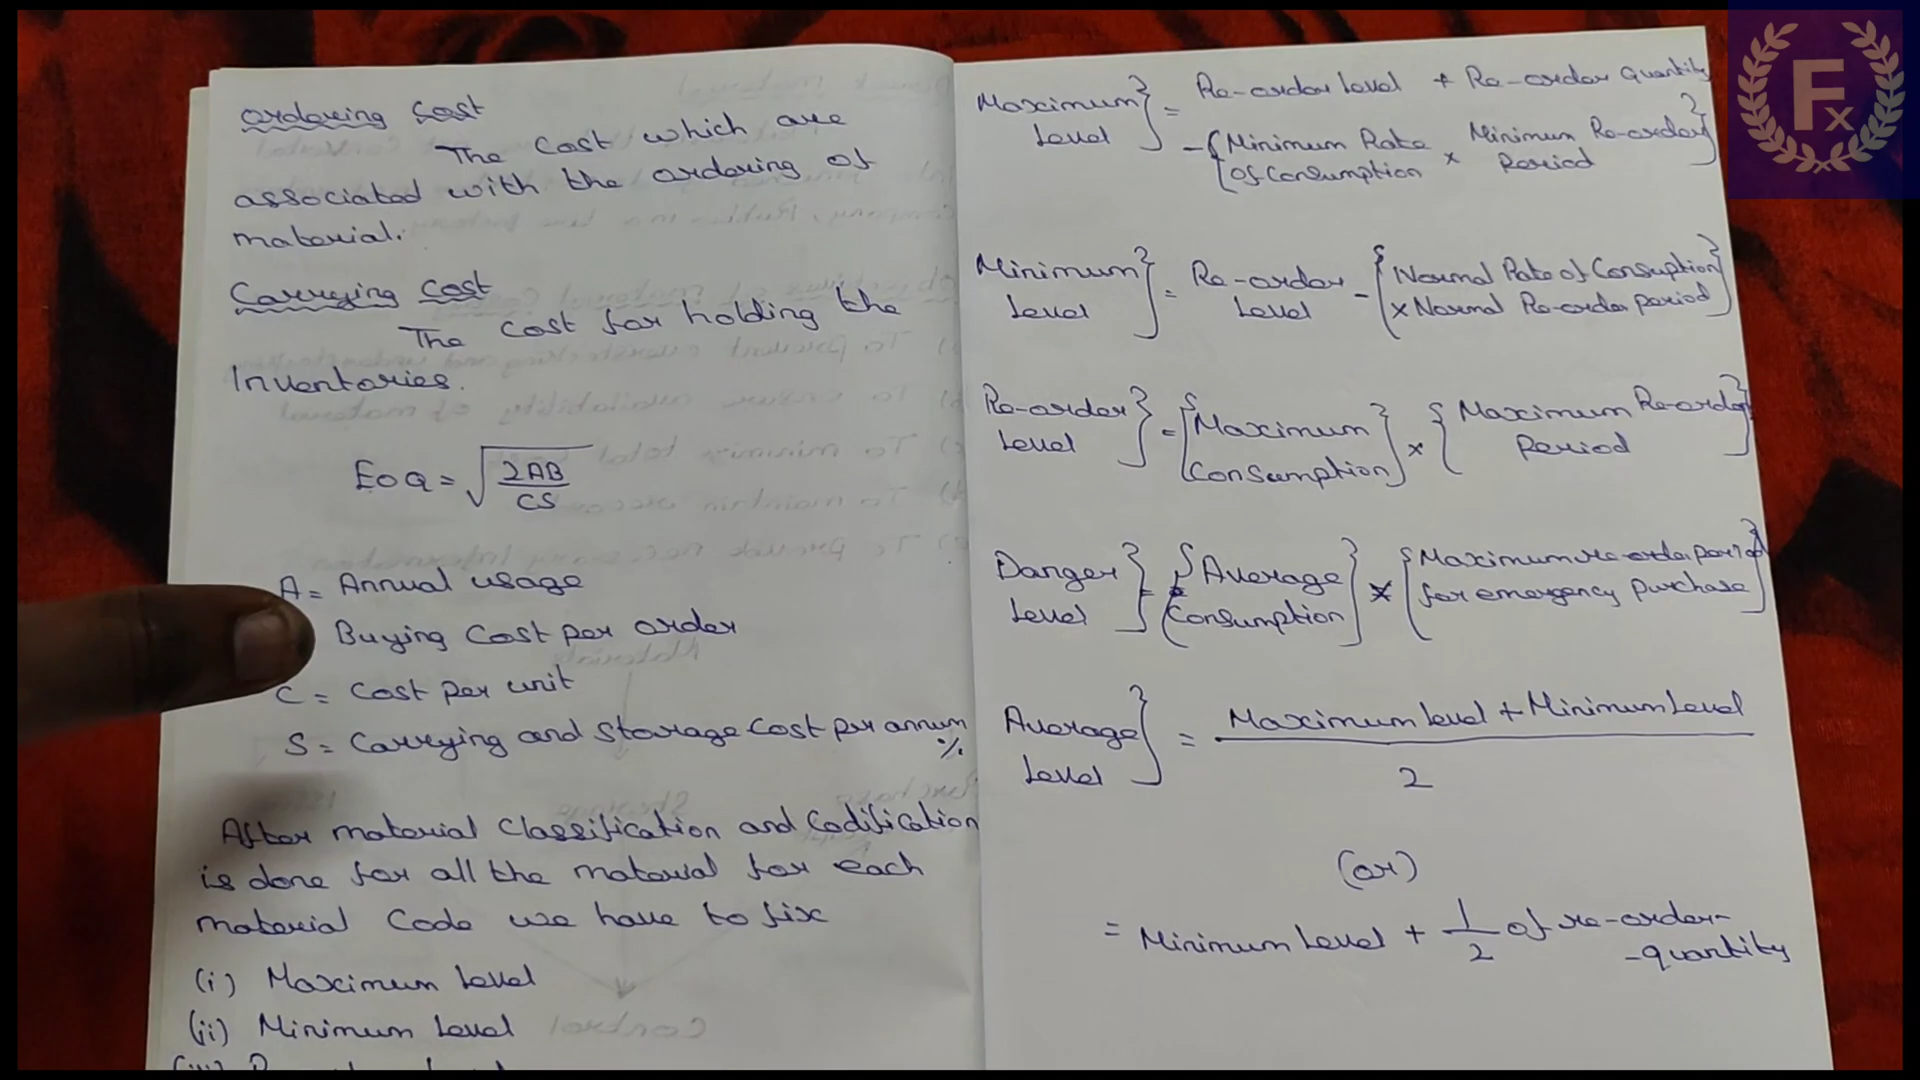 Ordering Cost
The Cost which are
associated with the ordering of
material.
Carrying Cost
The Cost for holding the
Inventories.
EOQ = √2AB/CS
A = Annual usage
Buying Cost per order
C = Cost per unit
S = Carrying and Storage Cost per annum
%
After material Classification and Codification
is done for all the material for each
material Code we have to fix
(i) Maximum Level
(ii) Minimum Level
Maximum Level} = Re-order Level + Re-order Quantity
- {Minimum Rate of Consumption × Minimum Re-order Period}
Minimum Level} = Re-order Level - {Normal Rate of Consuption
× Normal Re-order period}
Re-order Level} = {Maximum Consumption} × {Maximum Re-order Period}
Danger Level} = {Average Consumption} × {Maximum re-order period
for emergency purchase}
Average Level} = Maximum level + Minimum Level
2
(or)
= Minimum Level + 1/2 of re-order-
-quantity
Fx